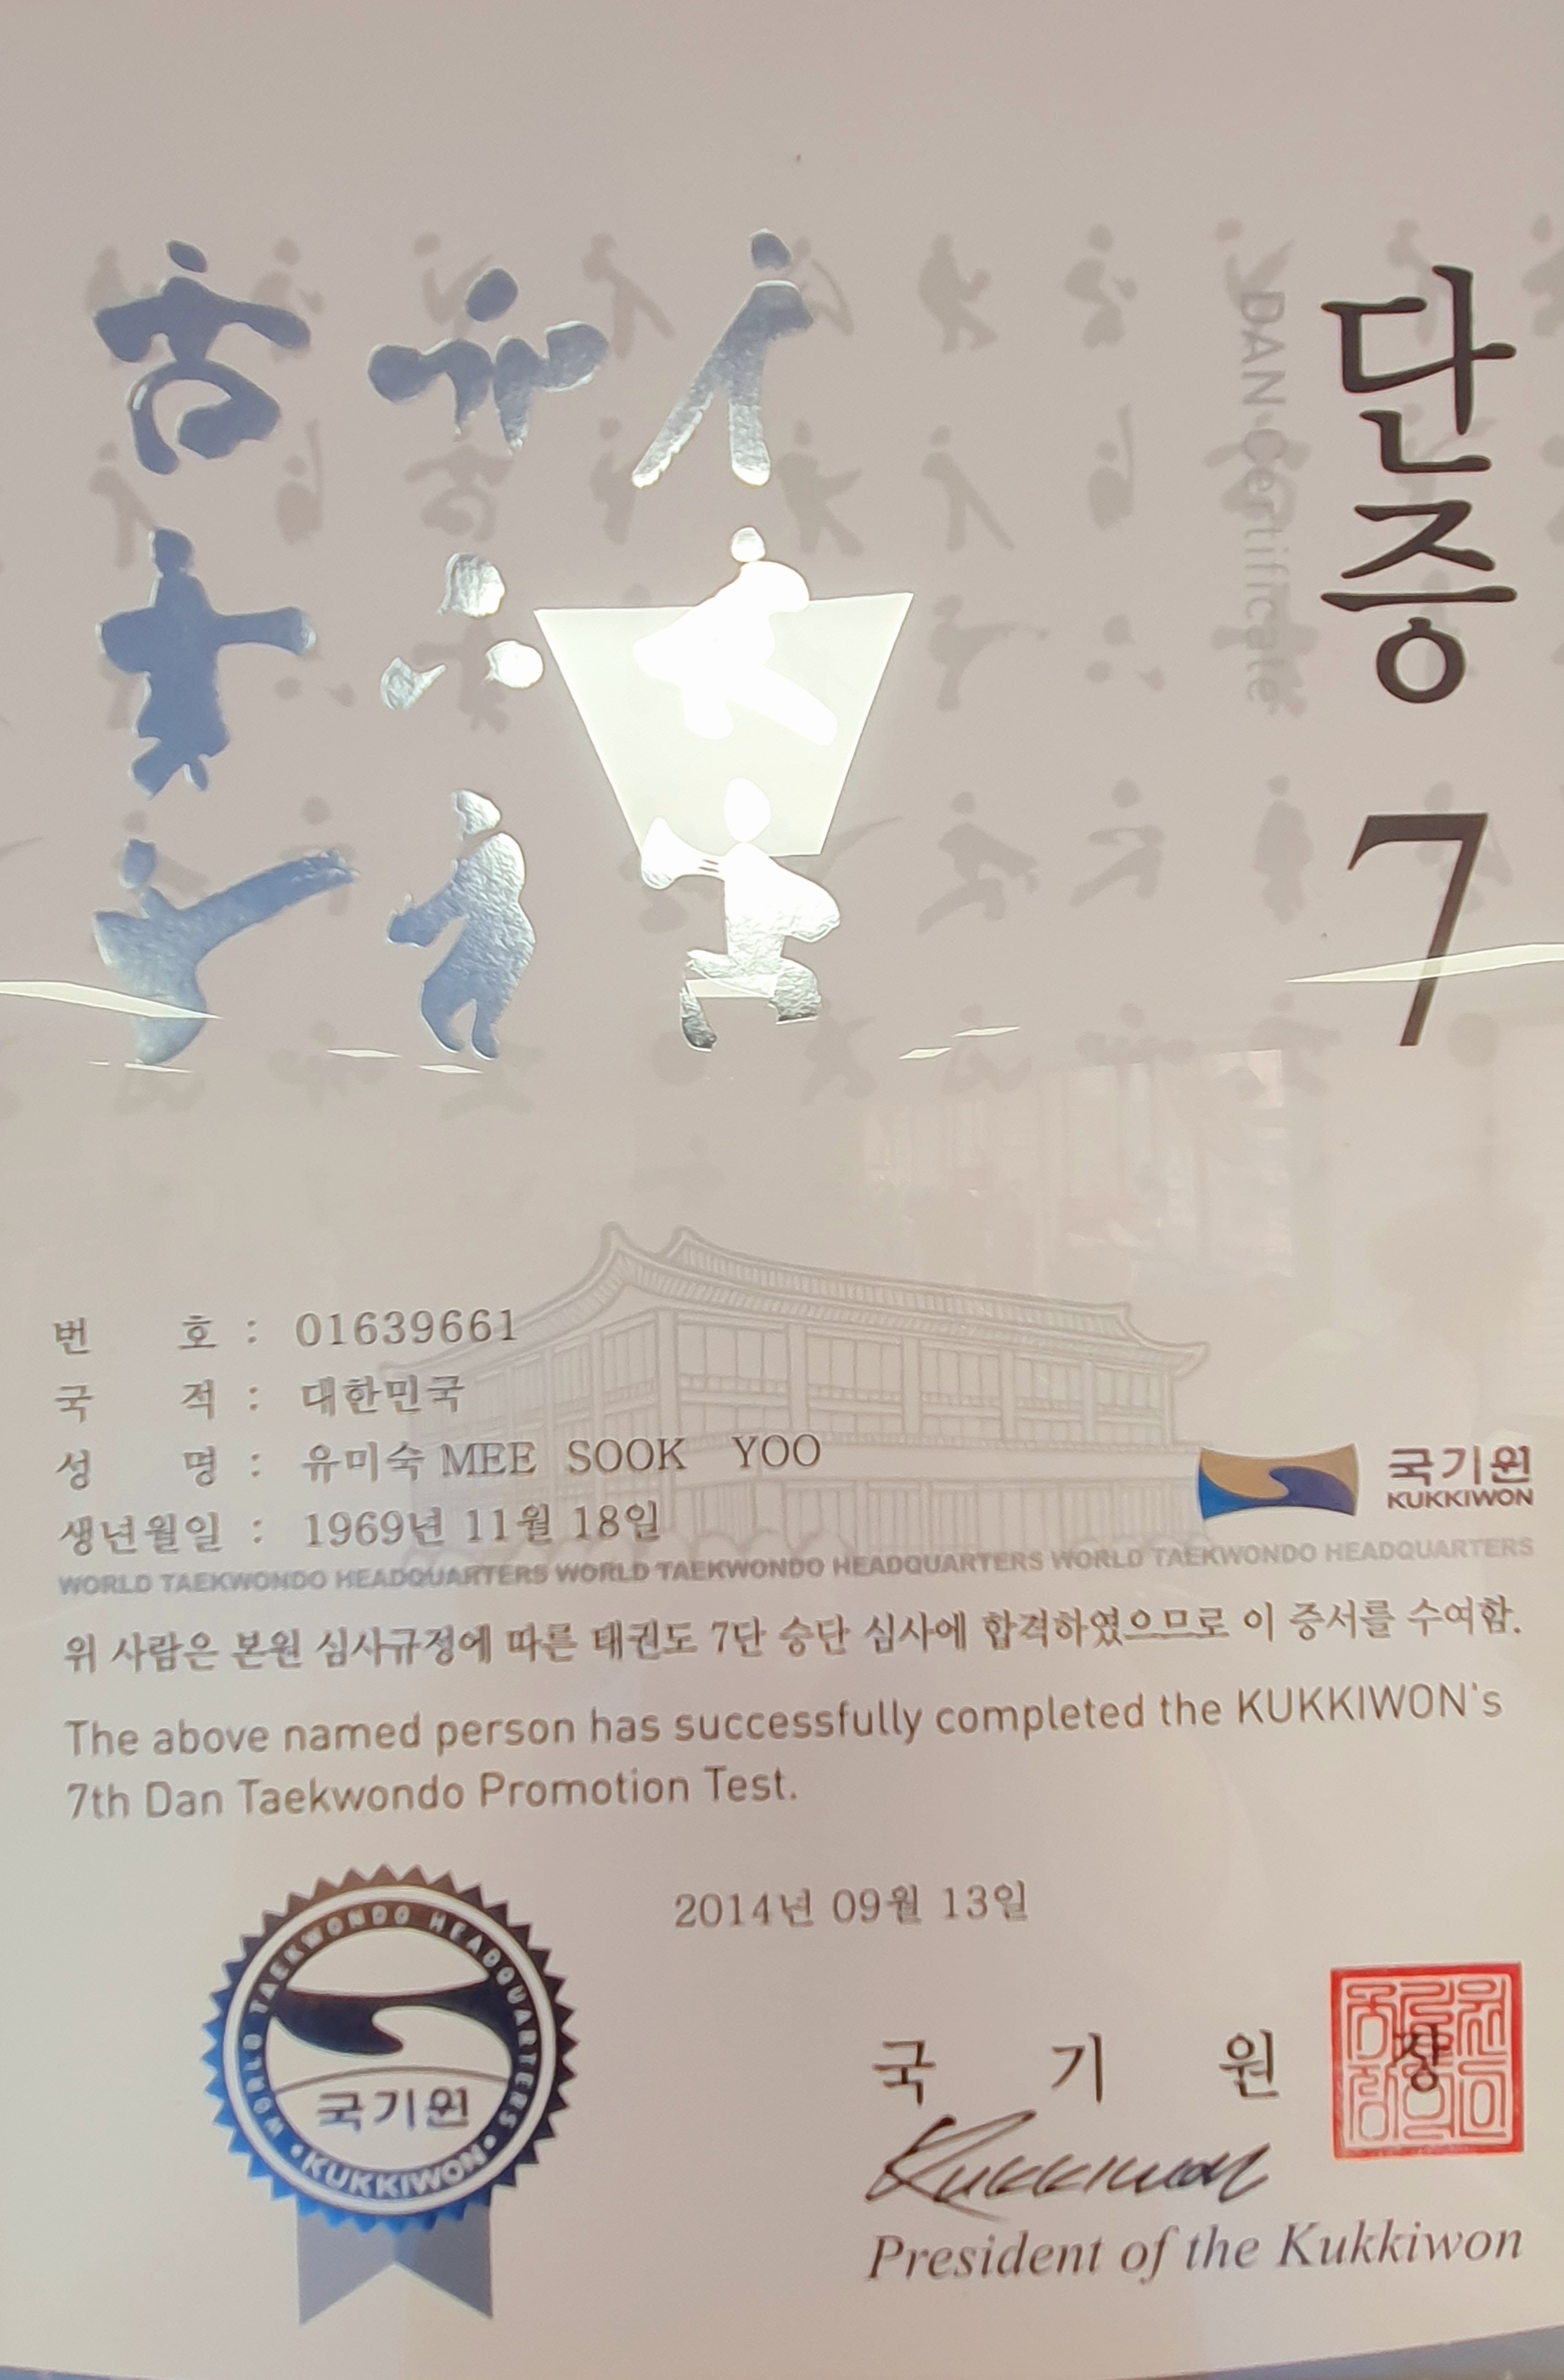 단증 7
DAN Certificate
번 호 : 01639661
국 적 : 대한민국
성 명 : 유미숙 MEE SOOK YOO
생년월일 : 1969년 11월 18일
국기원
KUKKIWON
WORLD TAEKWONDO HEADQUARTERS WORLD TAEKWONDO HEADQUARTERS WORLD TAEKWONDO HEADQUARTERS
위 사람은 본원 심사규정에 따른 태권도 7단 승단 심사에 합격하였으므로 이 증서를 수여함.
The above named person has successfully completed the KUKKIWON's
7th Dan Taekwondo Promotion Test.
2014년 09월 13일
WORLD TAEKWONDO HEADQUARTERS
국기원
• KUKKIWON •
국 기 원 장
Kukkiwon
President of the Kukkiwon